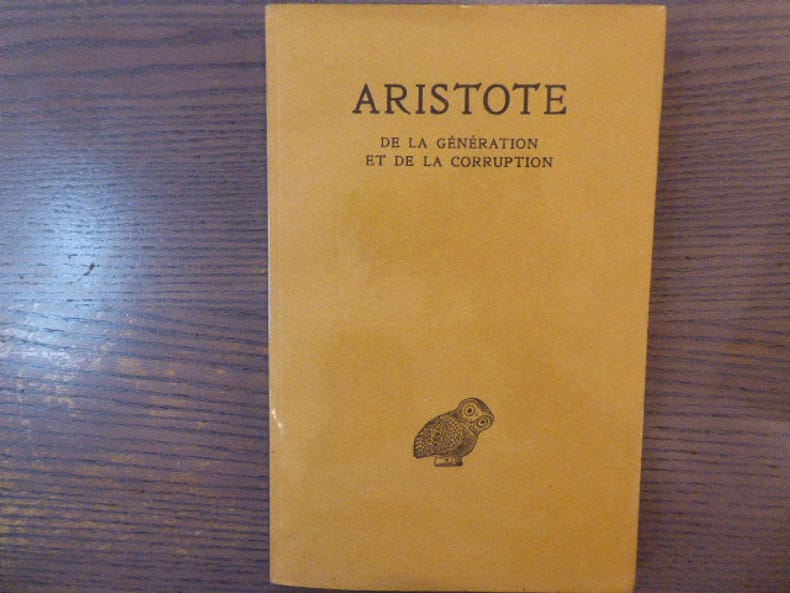 ARISTOTE
DE LA GÉNÉRATION
ET DE LA CORRUPTION